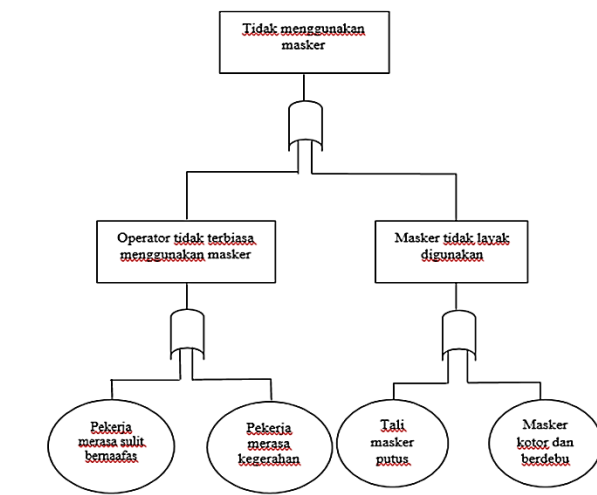 Tidak menggunakan
masker
Operator tidak terbiasa
menggunakan masker
Masker tidak layak
digunakan
Pekerja
merasa sulit
bernaafas
Pekerja
merasa
kegerahan
Tali
masker
putus
Masker
kotor dan
berdebu